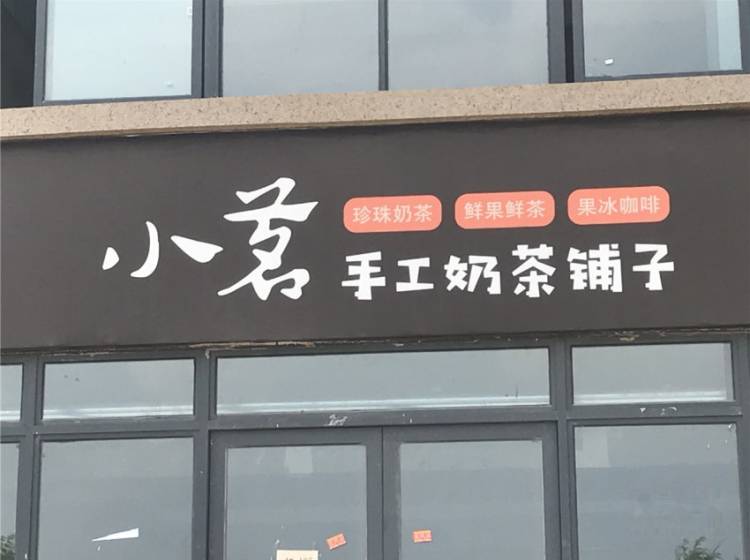 小茗
珍珠奶茶 鲜果鲜茶 果冰咖啡
手工奶茶铺子